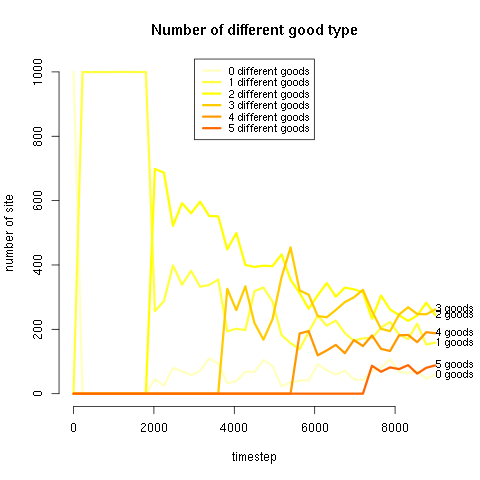 Number of different good type
0 different goods
1 different goods
2 different goods
3 different goods
4 different goods
5 different goods
number of site
0
200
400
600
800
1000
0
2000
4000
6000
8000
timestep
3 goods
2 goods
4 goods
1 goods
5 goods
0 goods